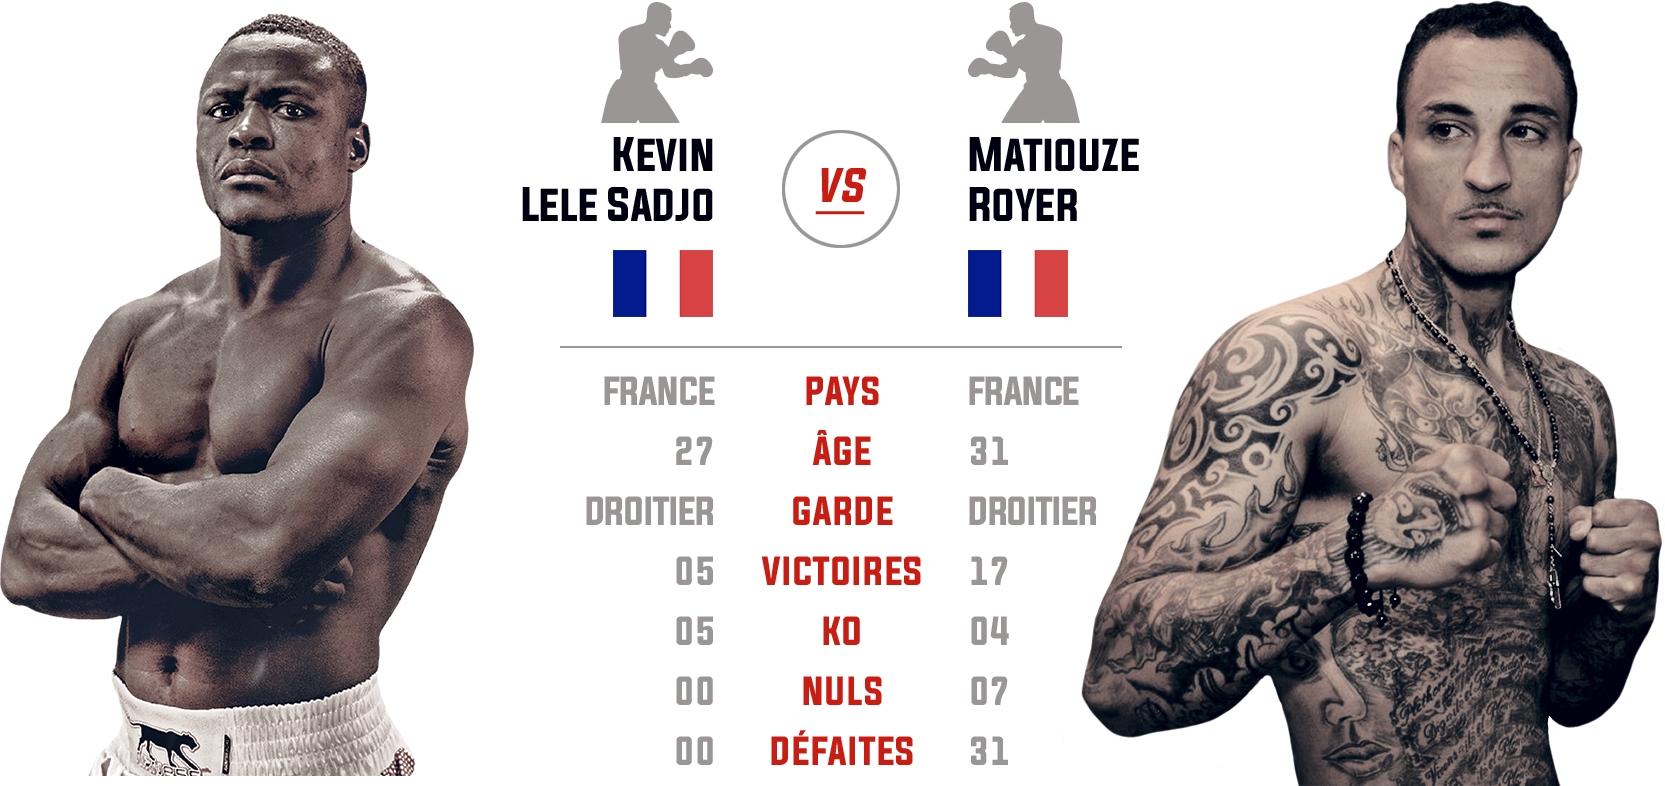 KEVIN
LELE SADJO
VS
MATIOUZE
ROYER
FRANCE PAYS FRANCE
27 ÂGE 31
DROITIER GARDE DROITIER
05 VICTOIRES 17
05 KO 04
00 NULS 07
00 DÉFAITES 31